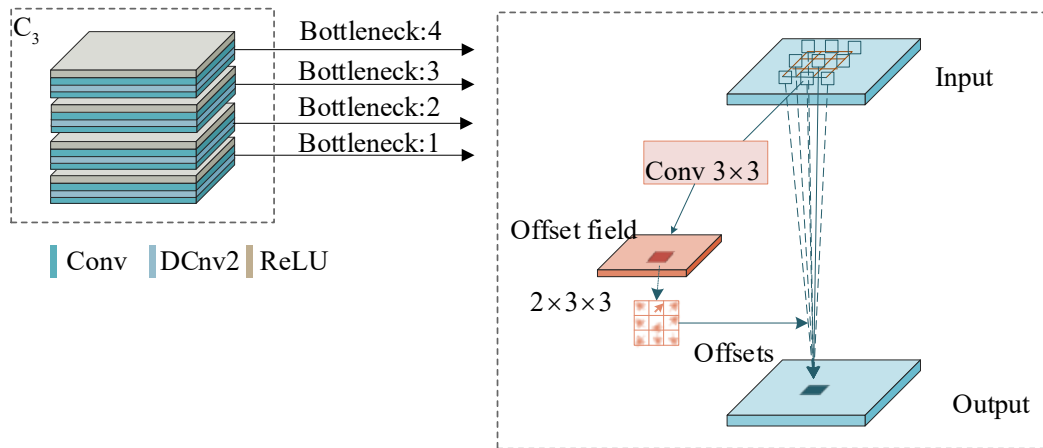 C3
Bottleneck:4
Bottleneck:3
Bottleneck:2
Bottleneck:1
Conv
DCnv2
ReLU
Input
Conv 3×3
Offset field
2×3×3
Offsets
Output